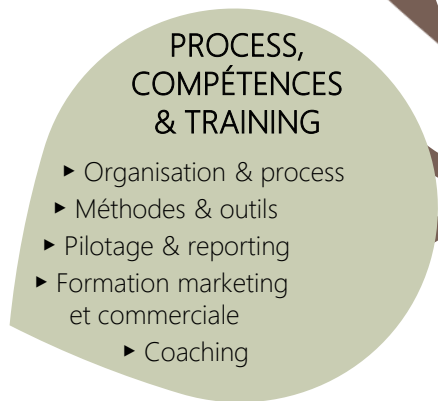 PROCESS,
COMPÉTENCES
& TRAINING
▸ Organisation & process
▸ Méthodes & outils
▸ Pilotage & reporting
▸ Formation marketing
et commerciale
▸ Coaching